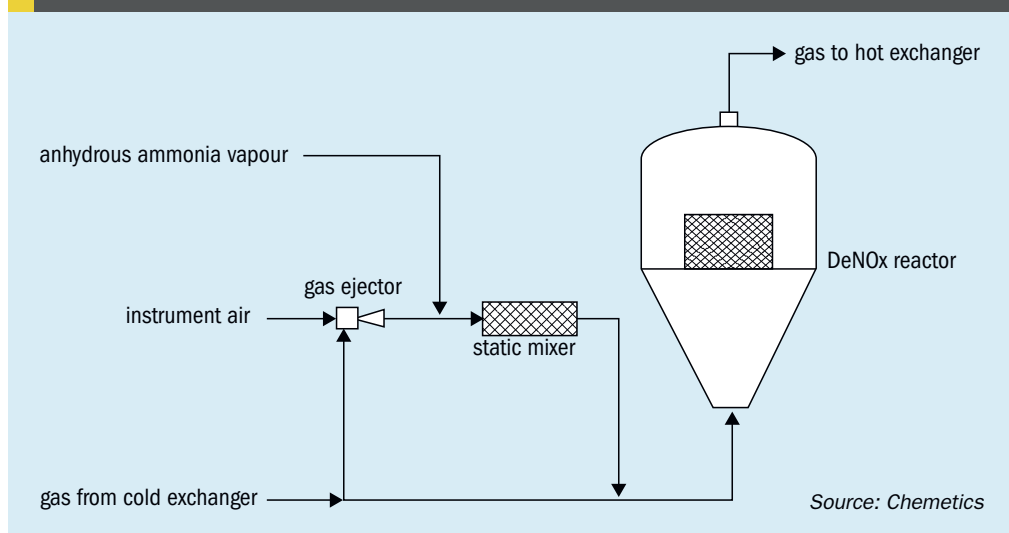 gas to hot exchanger
anhydrous ammonia vapour
DeNOx reactor
gas ejector
instrument air
static mixer
gas from cold exchanger
Source: Chemetics